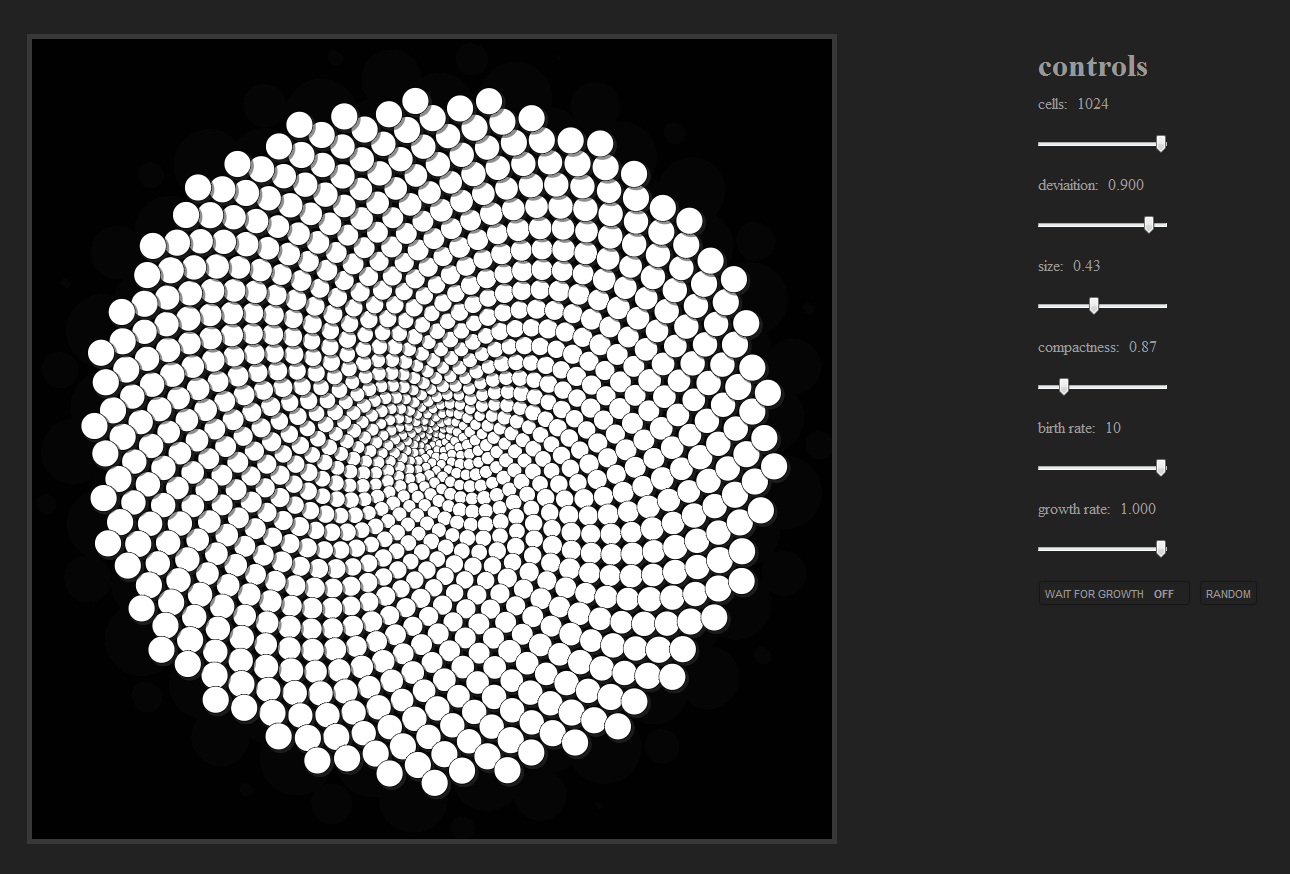 controls
cells: 1024
deviaition: 0.900
size: 0.43
compactness: 0.87
birth rate: 10
growth rate: 1.000
WAIT FOR GROWTH OFF RANDOM